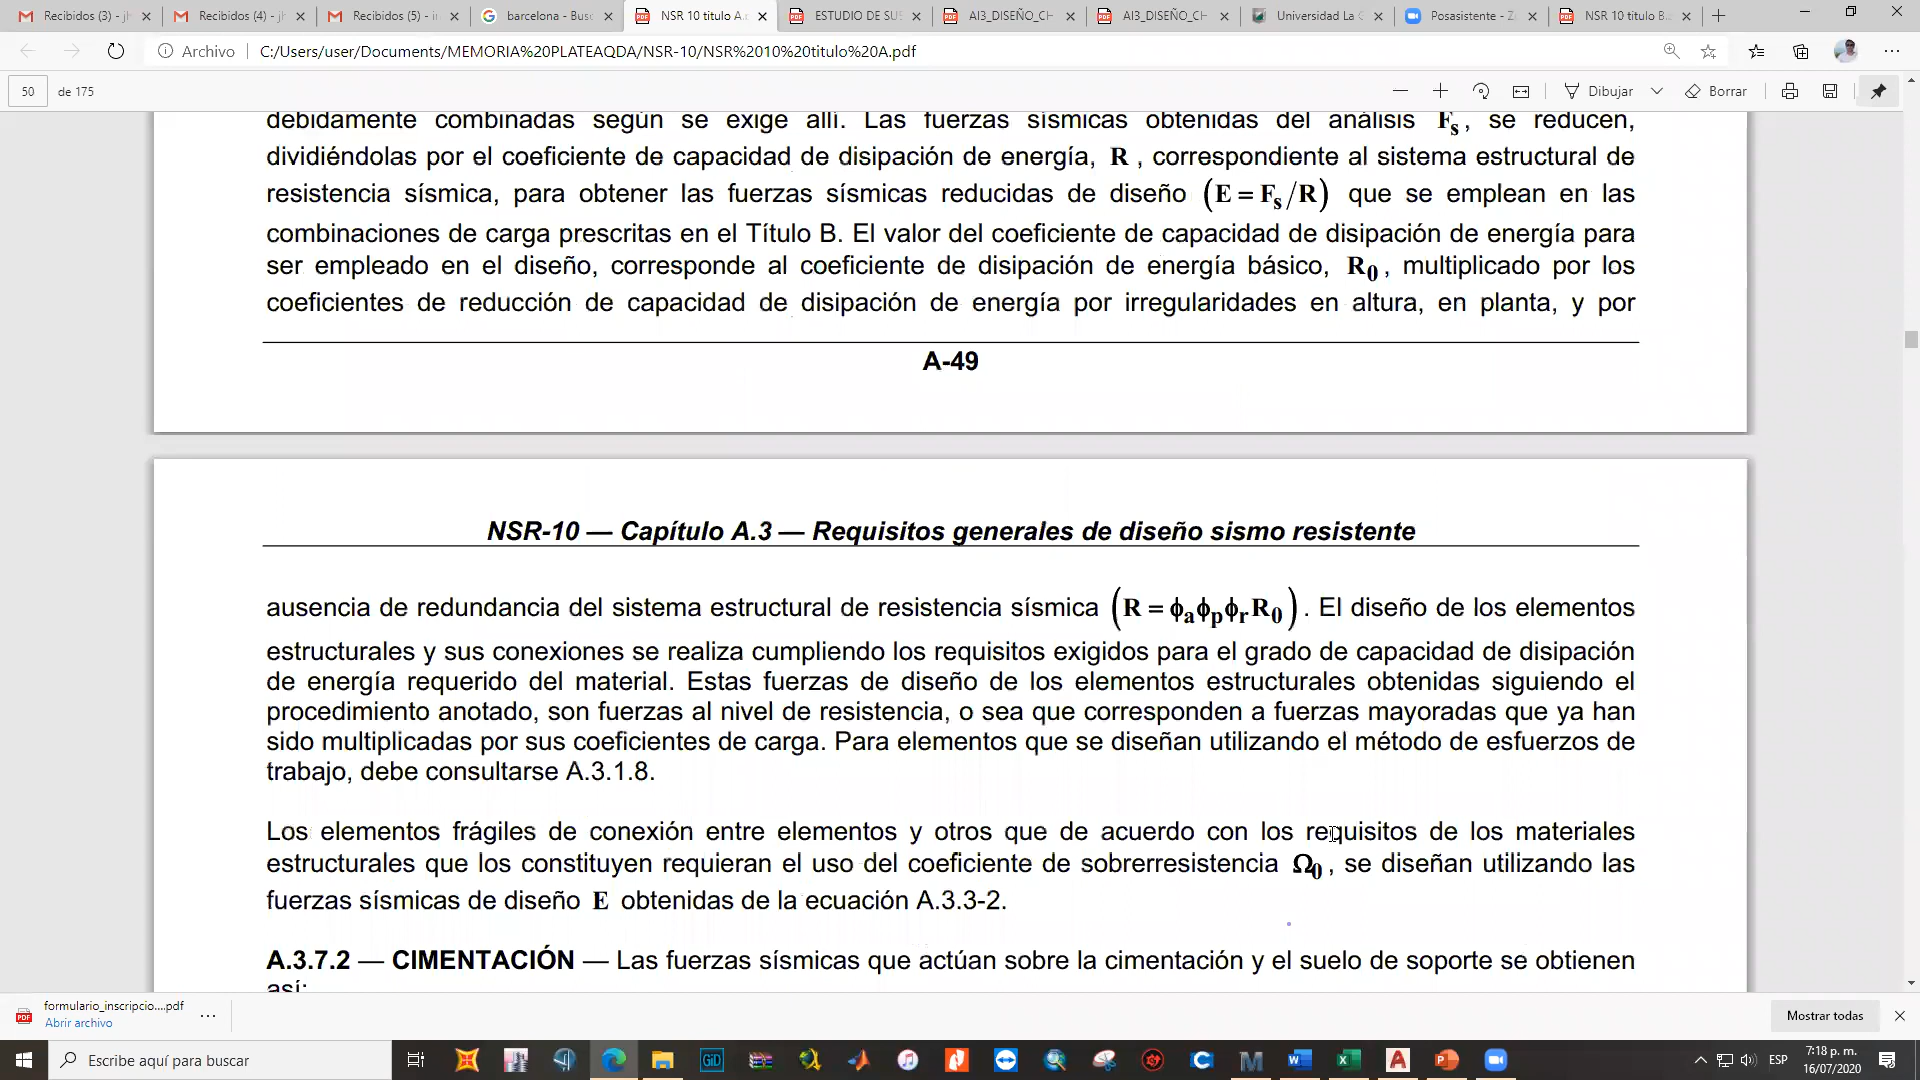 Recibidos (3) - jh
Recibidos (4) - jh
Recibidos (5) - in
barcelona - Busc
NSR 10 titulo A.p
ESTUDIO DE SUS
AI3_DISEÑO_CH
AI3_DISEÑO_CH
Universidad La G
Posasistente - Zo
NSR 10 titulo B.p
Archivo
C:/Users/user/Documents/MEMORIA%20PLATEAQDA/NSR-10/NSR%2010%20titulo%20A.pdf
50 de 175
Dibujar
Borrar
debidamente combinadas según se exige allí. Las fuerzas sísmicas obtenidas del análisis Fs, se reducen,
dividiéndolas por el coeficiente de capacidad de disipación de energía, R , correspondiente al sistema estructural de
resistencia sísmica, para obtener las fuerzas sísmicas reducidas de diseño (E = Fs/R) que se emplean en las
combinaciones de carga prescritas en el Título B. El valor del coeficiente de capacidad de disipación de energía para
ser empleado en el diseño, corresponde al coeficiente de disipación de energía básico, R0, multiplicado por los
coeficientes de reducción de capacidad de disipación de energía por irregularidades en altura, en planta, y por
A-49
NSR-10 — Capítulo A.3 — Requisitos generales de diseño sismo resistente
ausencia de redundancia del sistema estructural de resistencia sísmica (R = ϕaϕpϕrR0) . El diseño de los elementos
estructurales y sus conexiones se realiza cumpliendo los requisitos exigidos para el grado de capacidad de disipación
de energía requerido del material. Estas fuerzas de diseño de los elementos estructurales obtenidas siguiendo el
procedimiento anotado, son fuerzas al nivel de resistencia, o sea que corresponden a fuerzas mayoradas que ya han
sido multiplicadas por sus coeficientes de carga. Para elementos que se diseñan utilizando el método de esfuerzos de
trabajo, debe consultarse A.3.1.8.
Los elementos frágiles de conexión entre elementos y otros que de acuerdo con los requisitos de los materiales
estructurales que los constituyen requieran el uso del coeficiente de sobrerresistencia Ω0, se diseñan utilizando las
fuerzas sísmicas de diseño E obtenidas de la ecuación A.3.3-2.
A.3.7.2 — CIMENTACIÓN — Las fuerzas sísmicas que actúan sobre la cimentación y el suelo de soporte se obtienen
así:
formulario_inscripcio....pdf
Abrir archivo
Mostrar todas
Escribe aquí para buscar
ESP
7:18 p. m.
16/07/2020